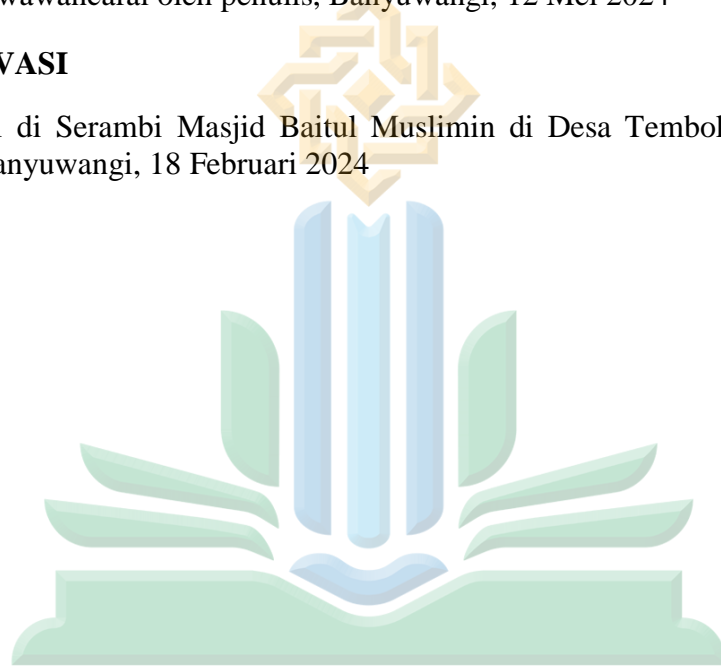 wawancarai oleh penulis, Banyuwangi, 12 Mei 2024
VASI
di Serambi Masjid Baitul Muslimin di Desa
anyuwangi, 18 Februari 2024